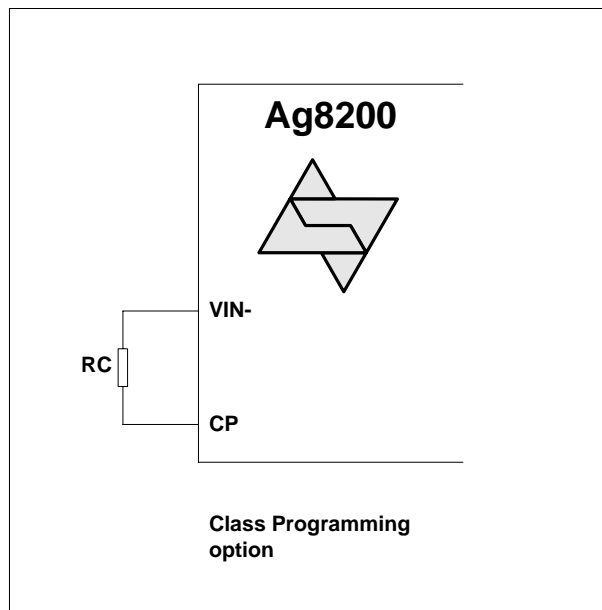 Ag8200
VIN-
RC
CP
Class Programming
option